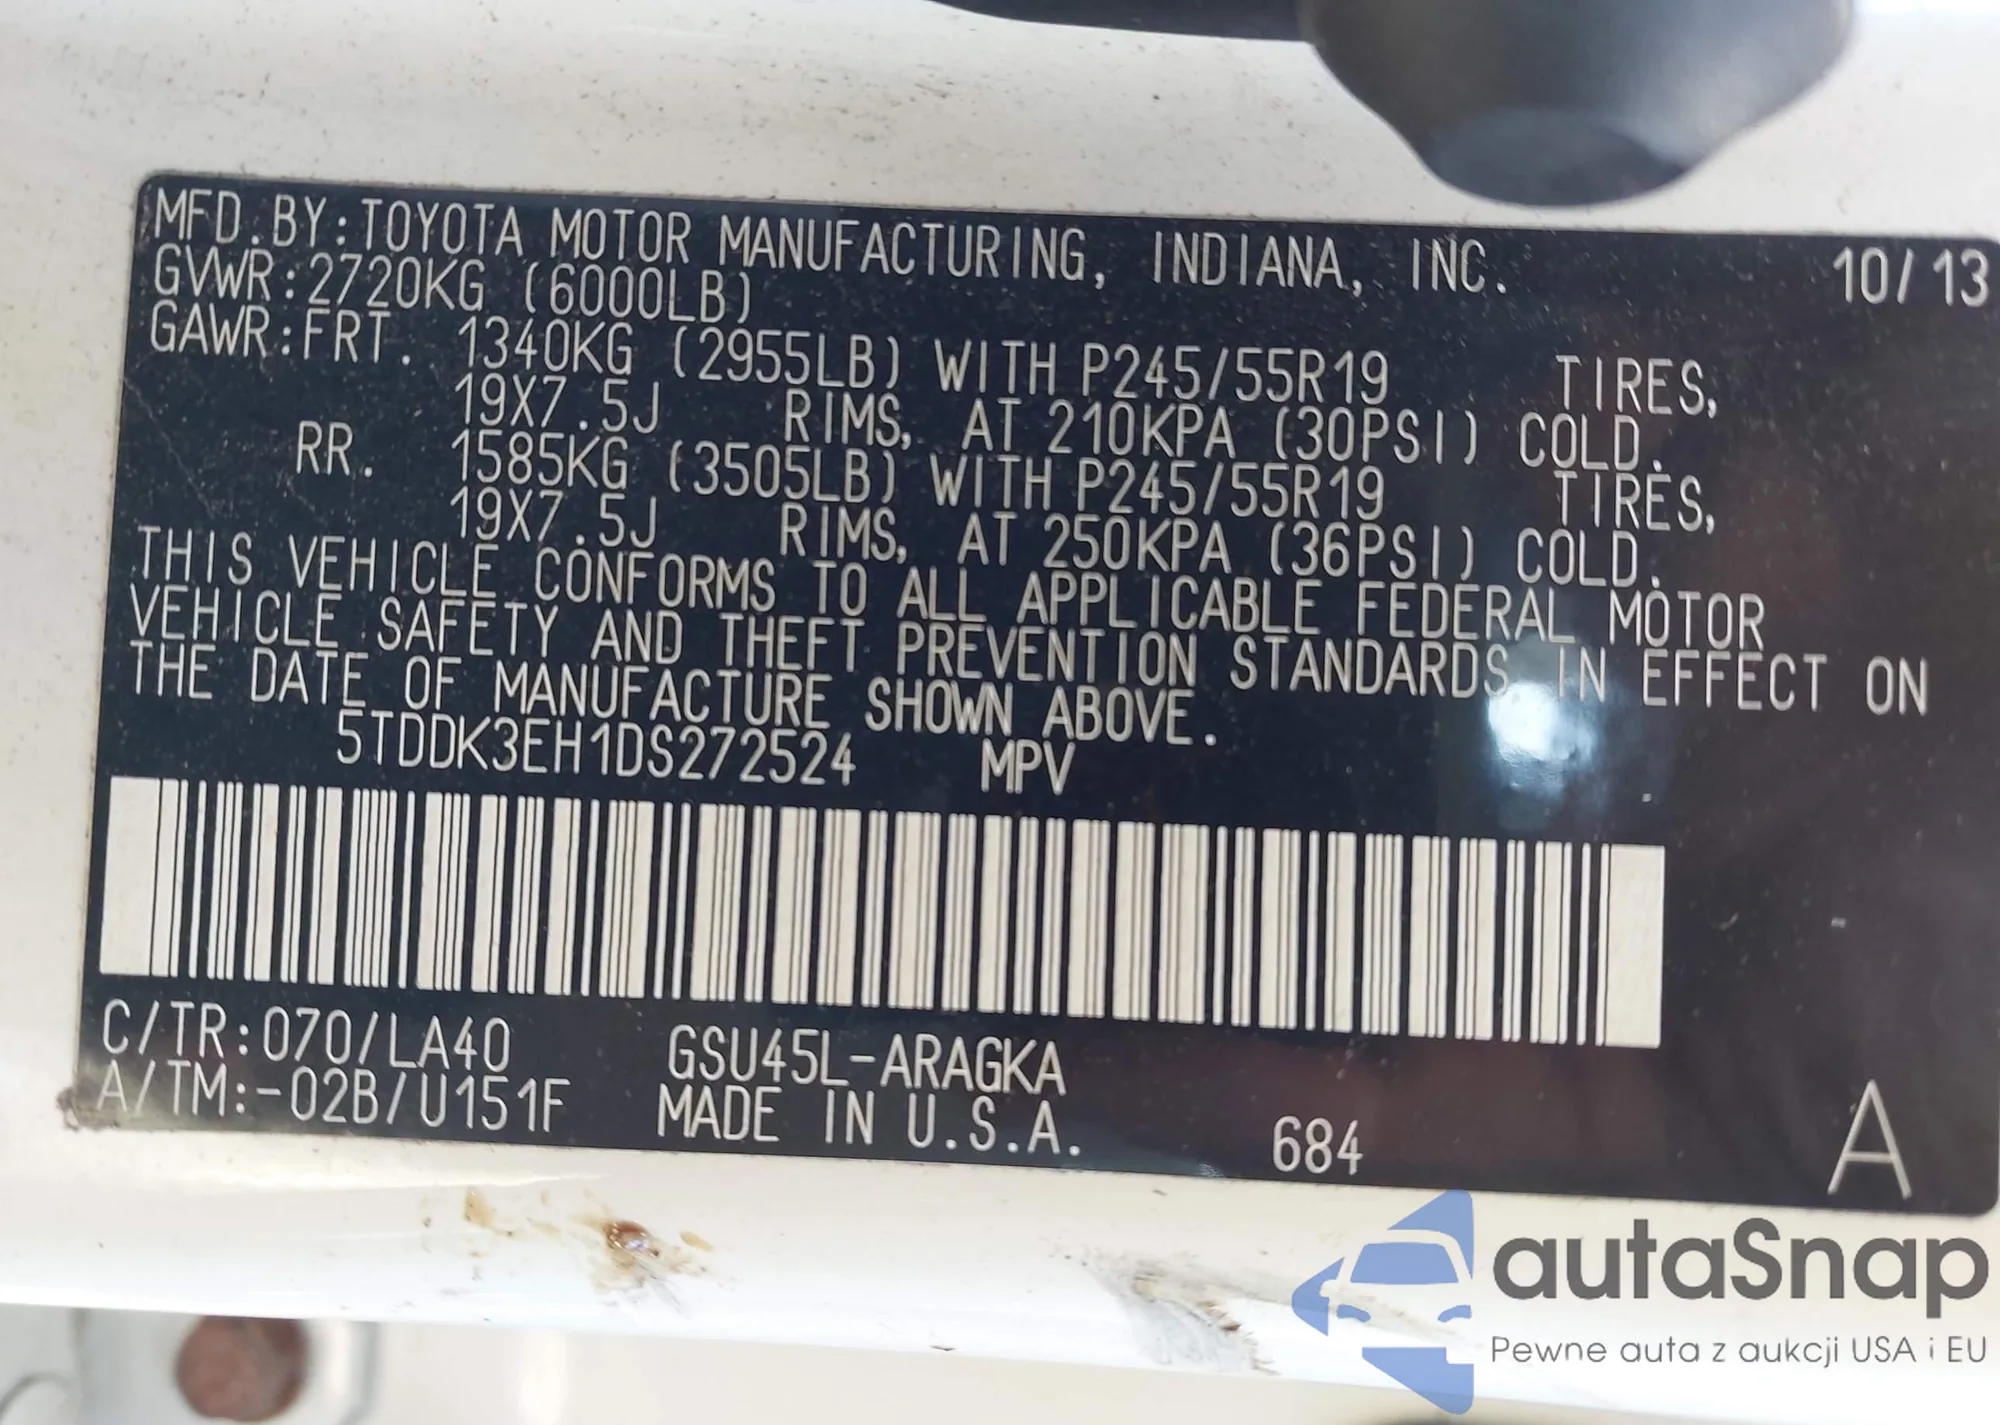 MFD.BY:TOYOTA MOTOR MANUFACTURING, INDIANA, INC. 10/13
GVWR:2720KG (6000LB)
GAWR:FRT. 1340KG (2955LB) WITH P245/55R19 TIRES,
19X7.5J RIMS, AT 210KPA (30PSI) COLD.
RR. 1585KG (3505LB) WITH P245/55R19 TIRES,
19X7.5J RIMS, AT 250KPA (36PSI) COLD.
THIS VEHICLE CONFORMS TO ALL APPLICABLE FEDERAL MOTOR
VEHICLE SAFETY AND THEFT PREVENTION STANDARDS IN EFFECT ON
THE DATE OF MANUFACTURE SHOWN ABOVE.
5TDDK3EH1DS272524 MPV
C/TR:070/LA40 GSU45L-ARAGKA
A/TM:-02B/U151F MADE IN U.S.A. 684 A
autaSnap
Pewne auta z aukcji USA i EU